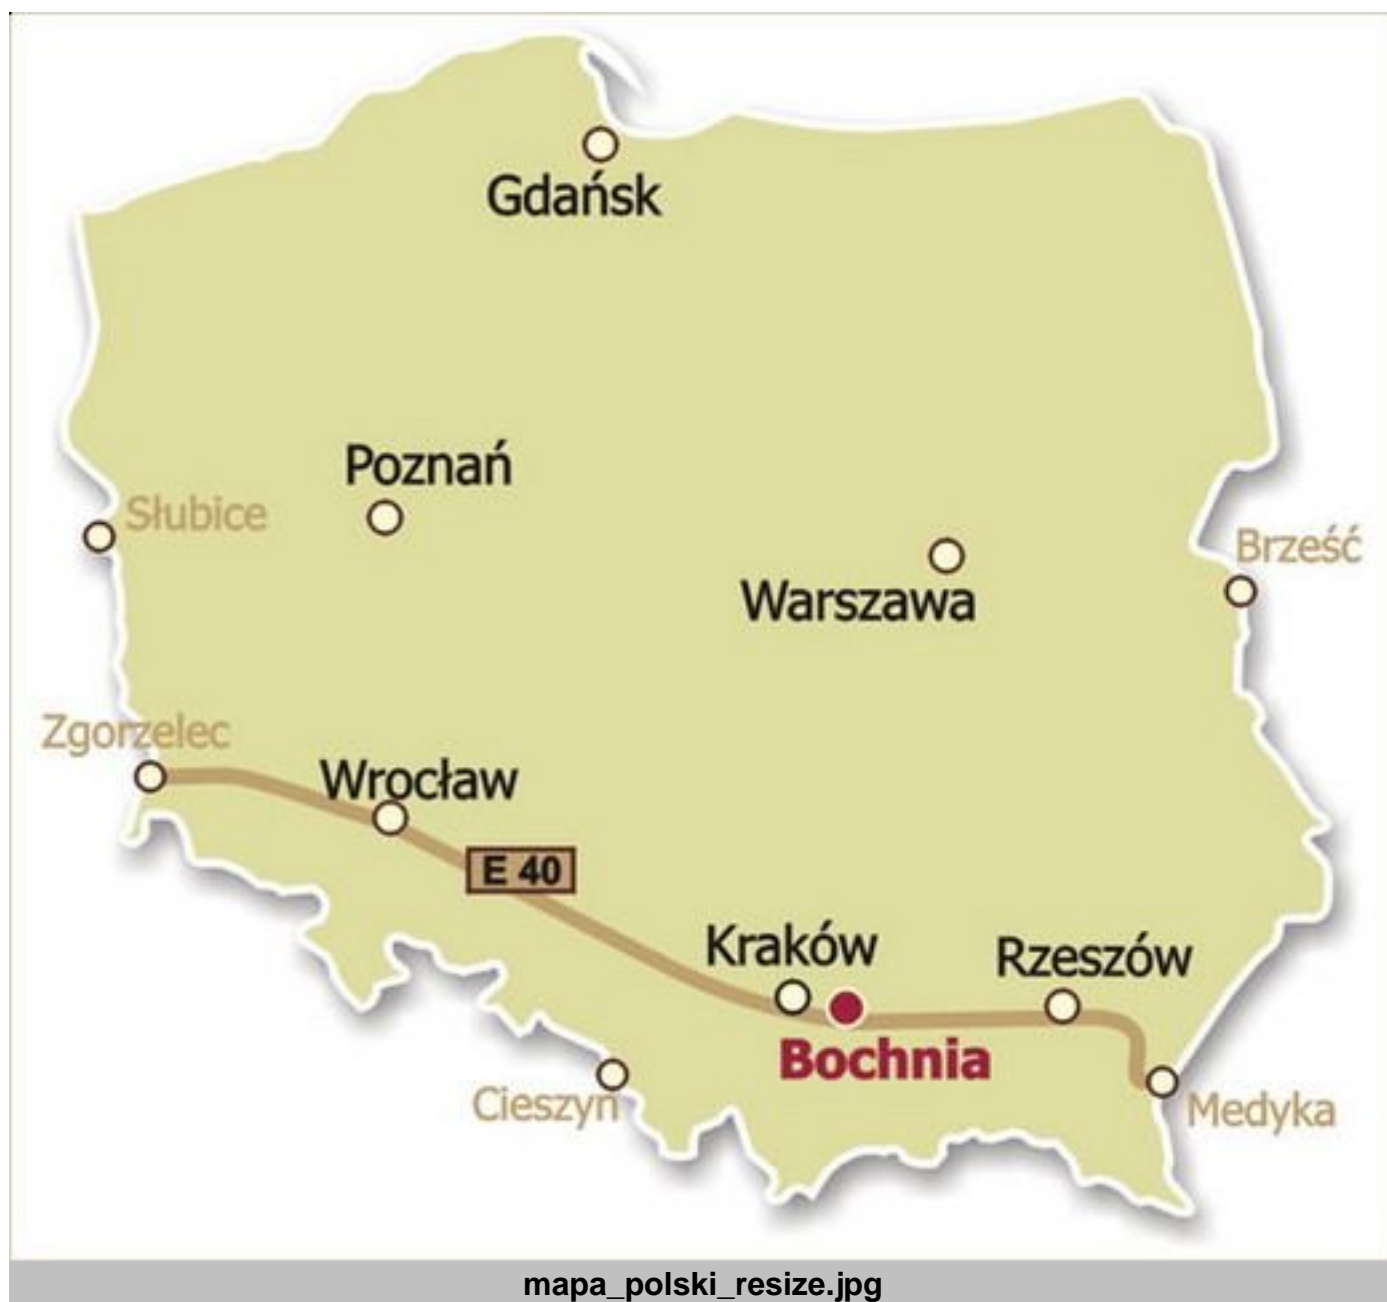 Gdańsk
Poznań
Słubice
Brześć
Warszawa
Zgorzelec
Wrocław
E 40
Kraków
Rzeszów
Bochnia
Cieszyn
Medyka
mapa_polski_resize.jpg